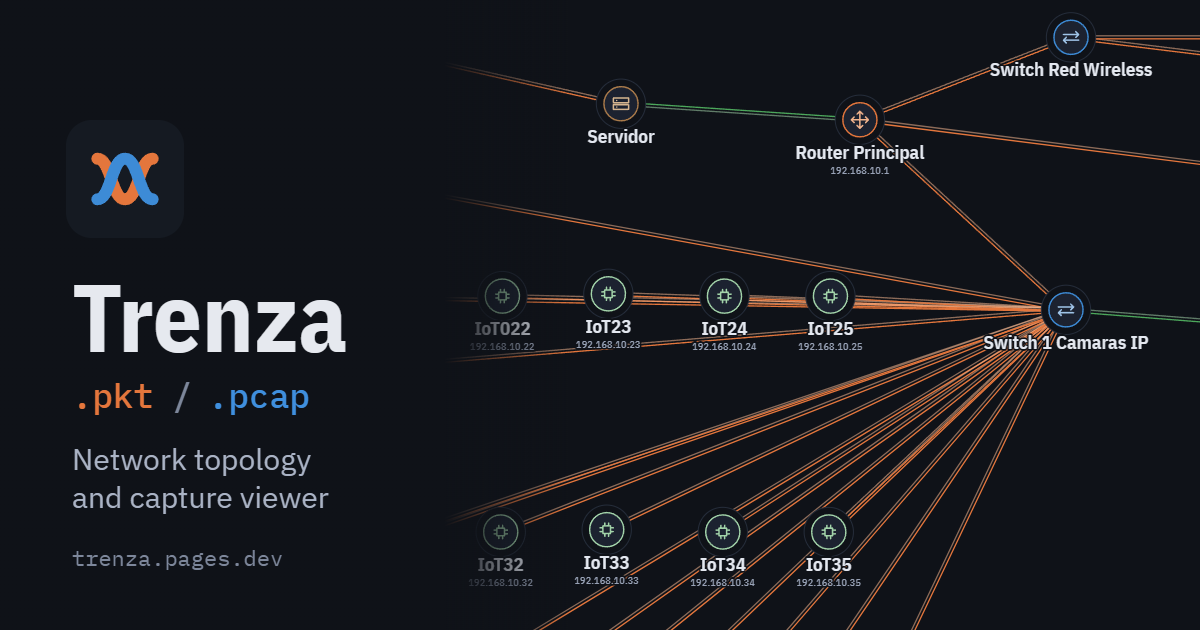 Trenza
.pkt / .pcap
Network topology
and capture viewer
trenza.pages.dev
Switch Red Wireless
Servidor
Router Principal
192.168.10.1
IoT022
192.168.10.22
IoT23
192.168.10.23
IoT24
192.168.10.24
IoT25
192.168.10.25
Switch 1 Camaras IP
IoT32
192.168.10.32
IoT33
192.168.10.33
IoT34
192.168.10.34
IoT35
192.168.10.35